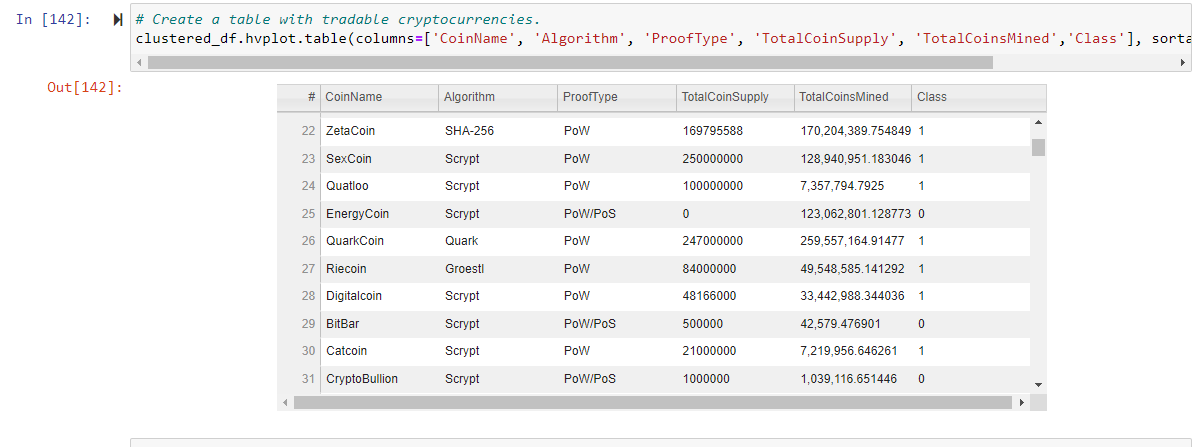 In [142]:
# Create a table with tradable cryptocurrencies.
clustered_df.hvplot.table(columns=['CoinName', 'Algorithm', 'ProofType', 'TotalCoinSupply', 'TotalCoinsMined','Class'], sorta
Out[142]:
# CoinName Algorithm ProofType TotalCoinSupply TotalCoinsMined Class
22 ZetaCoin SHA-256 PoW 169795588 170,204,389.754849 1
23 SexCoin Scrypt PoW 250000000 128,940,951.183046 1
24 Quatloo Scrypt PoW 100000000 7,357,794.7925 1
25 EnergyCoin Scrypt PoW/PoS 0 123,062,801.128773 0
26 QuarkCoin Quark PoW 247000000 259,557,164.91477 1
27 Riecoin Groestl PoW 84000000 49,548,585.141292 1
28 Digitalcoin Scrypt PoW 48166000 33,442,988.344036 1
29 BitBar Scrypt PoW/PoS 500000 42,579.476901 0
30 Catcoin Scrypt PoW 21000000 7,219,956.646261 1
31 CryptoBullion Scrypt PoW/PoS 1000000 1,039,116.651446 0